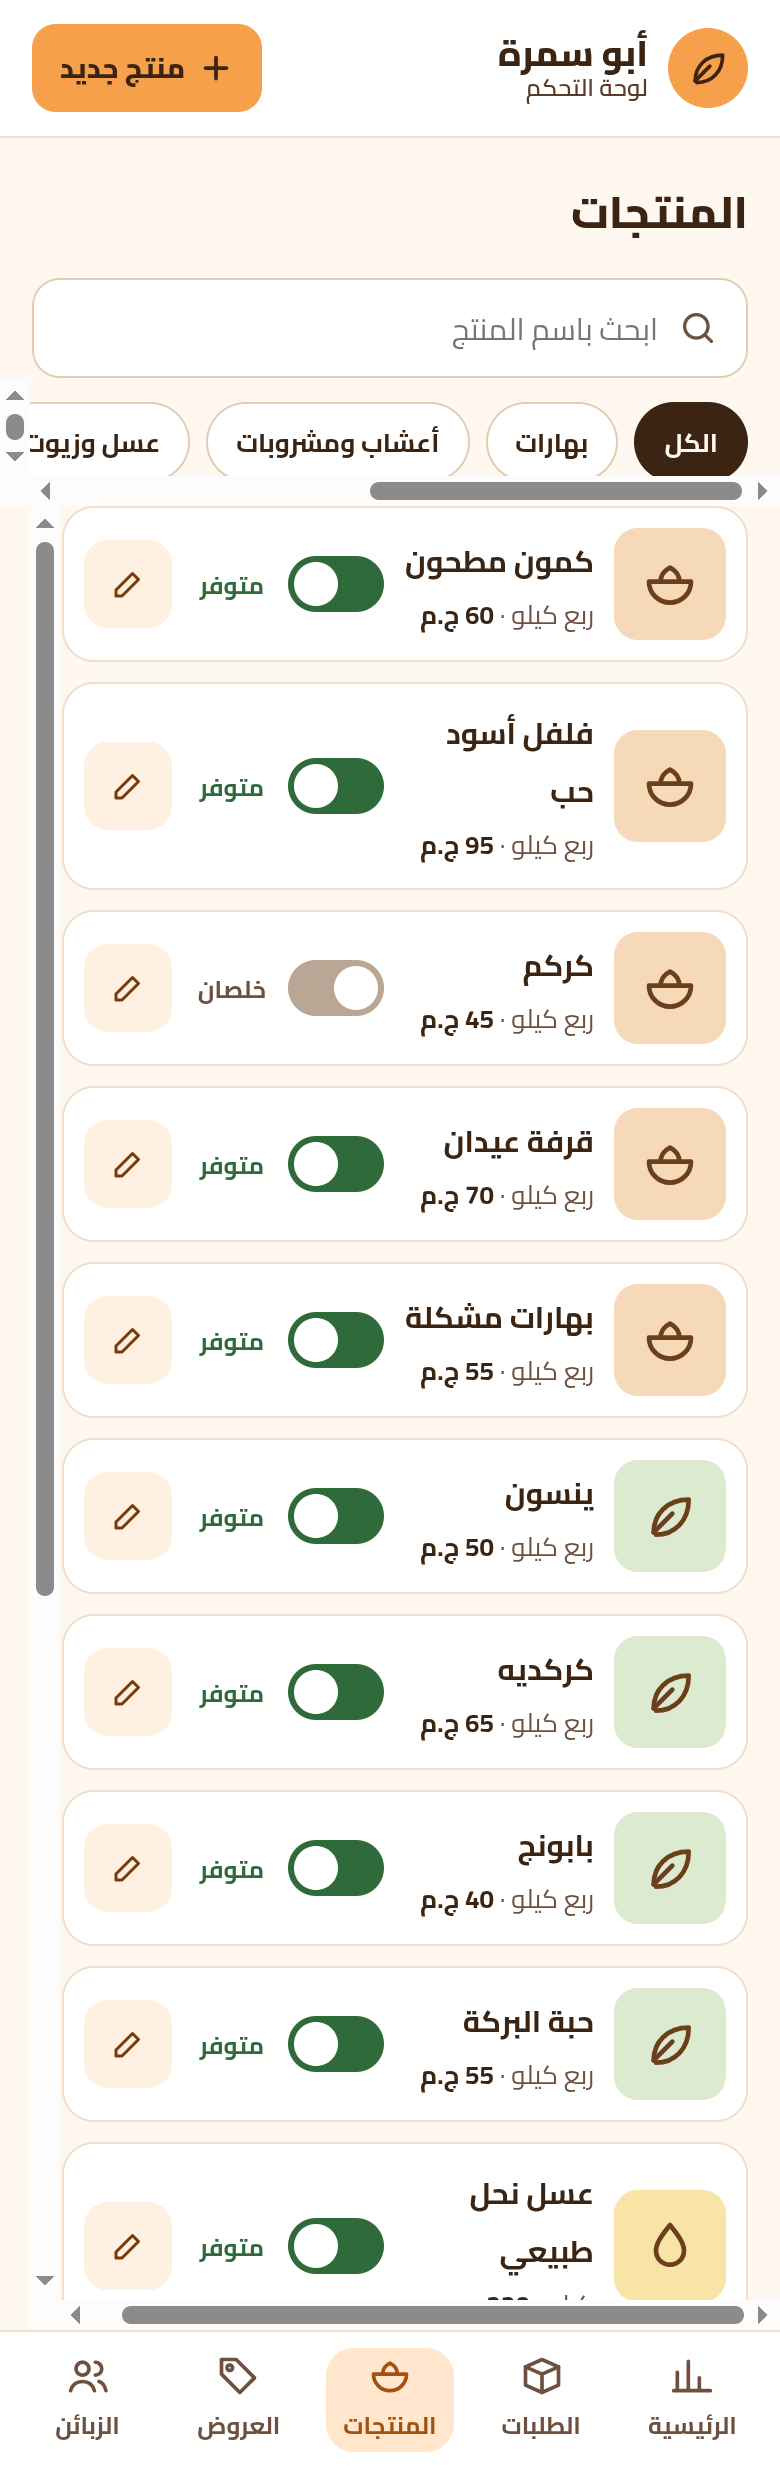 أبو سمرة
لوحة التحكم
منتج جديد
المنتجات
ابحث باسم المنتج
الكل
بهارات
أعشاب ومشروبات
عسل وزيوت
كمون مطحون
ربع كيلو · 60 ج.م
متوفر
فلفل أسود
حب
ربع كيلو · 95 ج.م
متوفر
كركم
ربع كيلو · 45 ج.م
خلصان
قرفة عيدان
ربع كيلو · 70 ج.م
متوفر
بهارات مشكلة
ربع كيلو · 55 ج.م
متوفر
ينسون
ربع كيلو · 50 ج.م
متوفر
كركديه
ربع كيلو · 65 ج.م
متوفر
بابونج
ربع كيلو · 40 ج.م
متوفر
حبة البركة
ربع كيلو · 55 ج.م
متوفر
عسل نحل
طبيعي
متوفر
الرئيسية
الطلبات
المنتجات
العروض
الزبائن